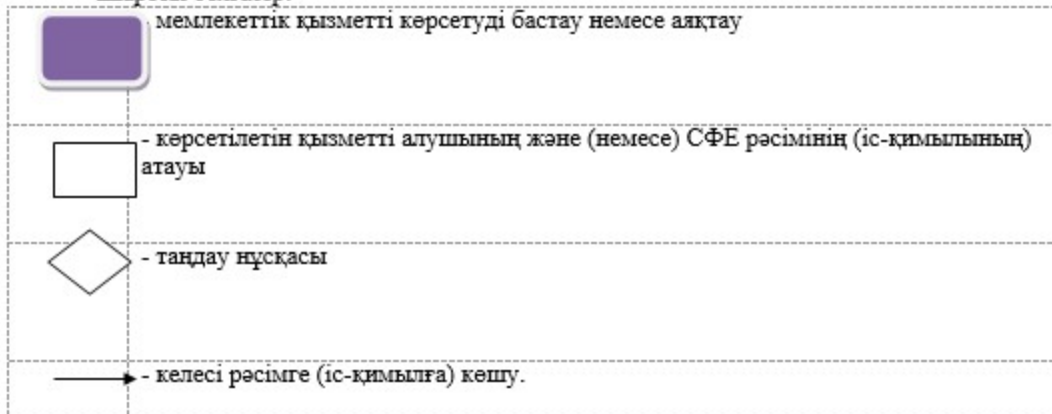 - мемлекеттік қызметті көрсетуді бастау немесе аяқтау
- көрсетілетін қызметті алушының және (немесе) СФЕ рәсімінің (іс-қимылының)
атауы
- таңдау нұсқасы
- келесі рәсімге (іс-қимылға) көшу.